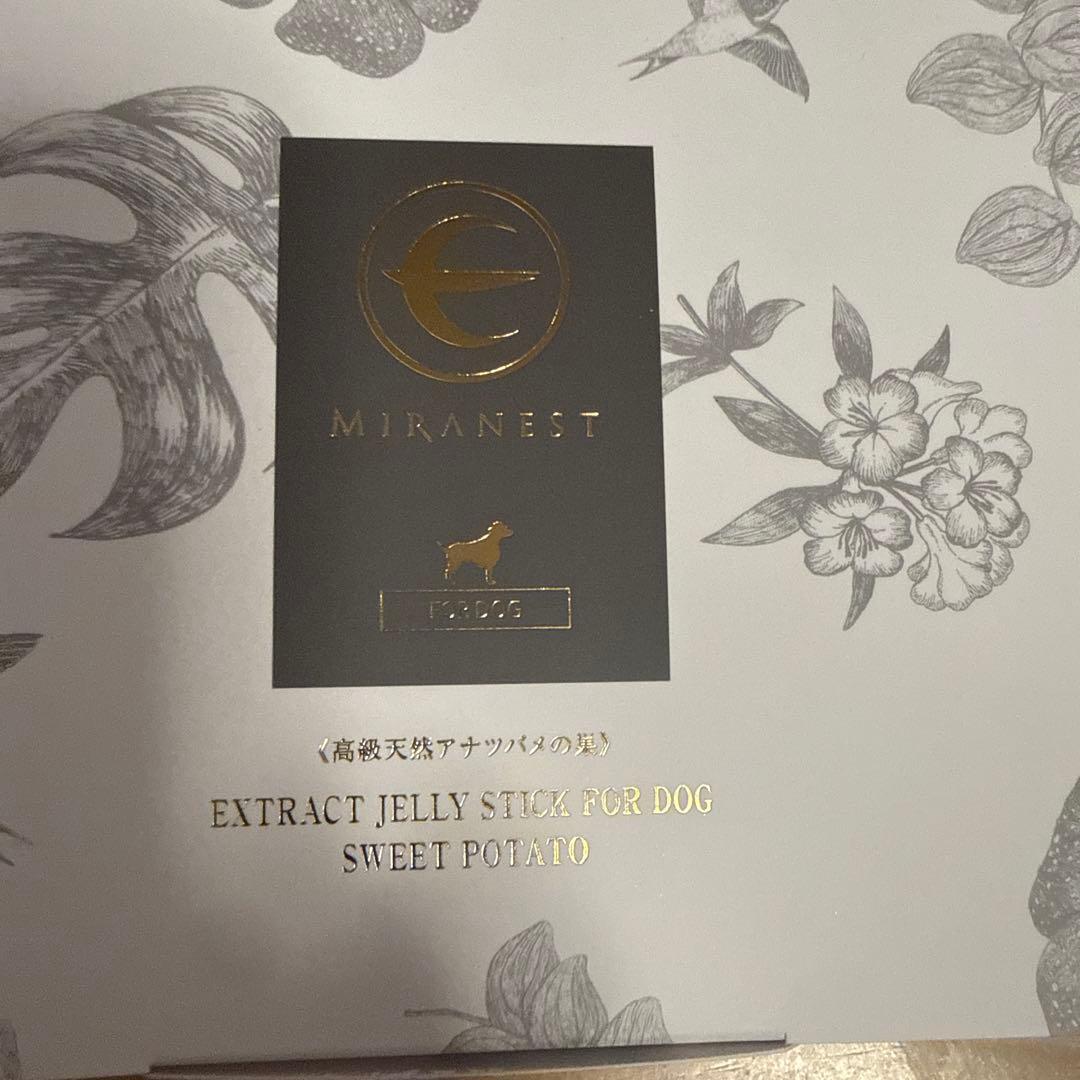 MIRANEST
FOR DOG
《高級天然アナツバメの巣》
EXTRACT JELLY STICK FOR DOG
SWEET POTATO